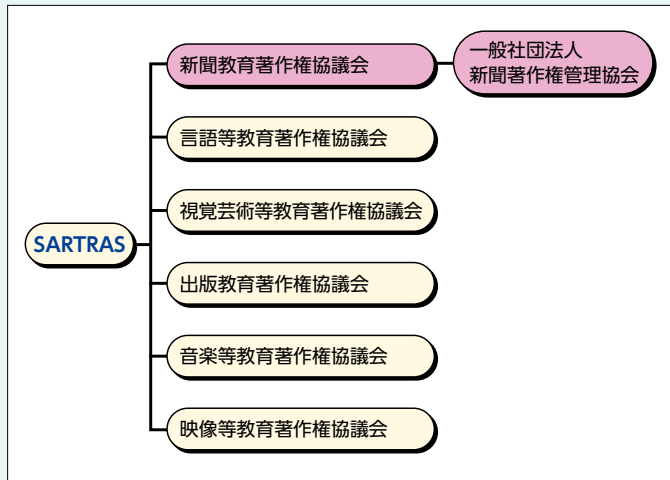 新聞教育著作権協議会
一般社団法人
新聞著作権管理協会
言語等教育著作権協議会
視覚芸術等教育著作権協議会
SARTRAS
出版教育著作権協議会
音楽等教育著作権協議会
映像等教育著作権協議会